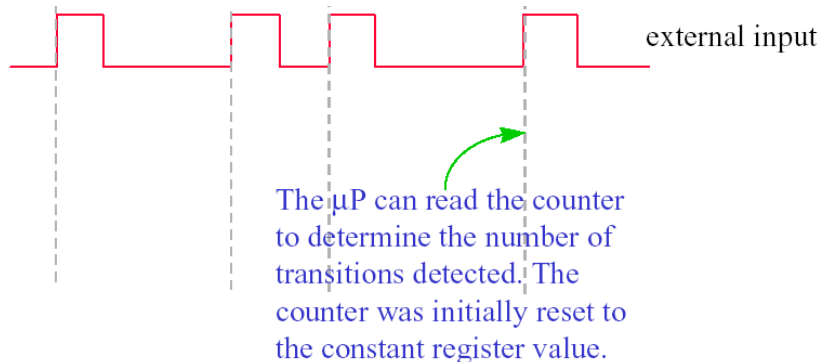 external input
The μP can read the counter
to determine the number of
transitions detected. The
counter was initially reset to
the constant register value.